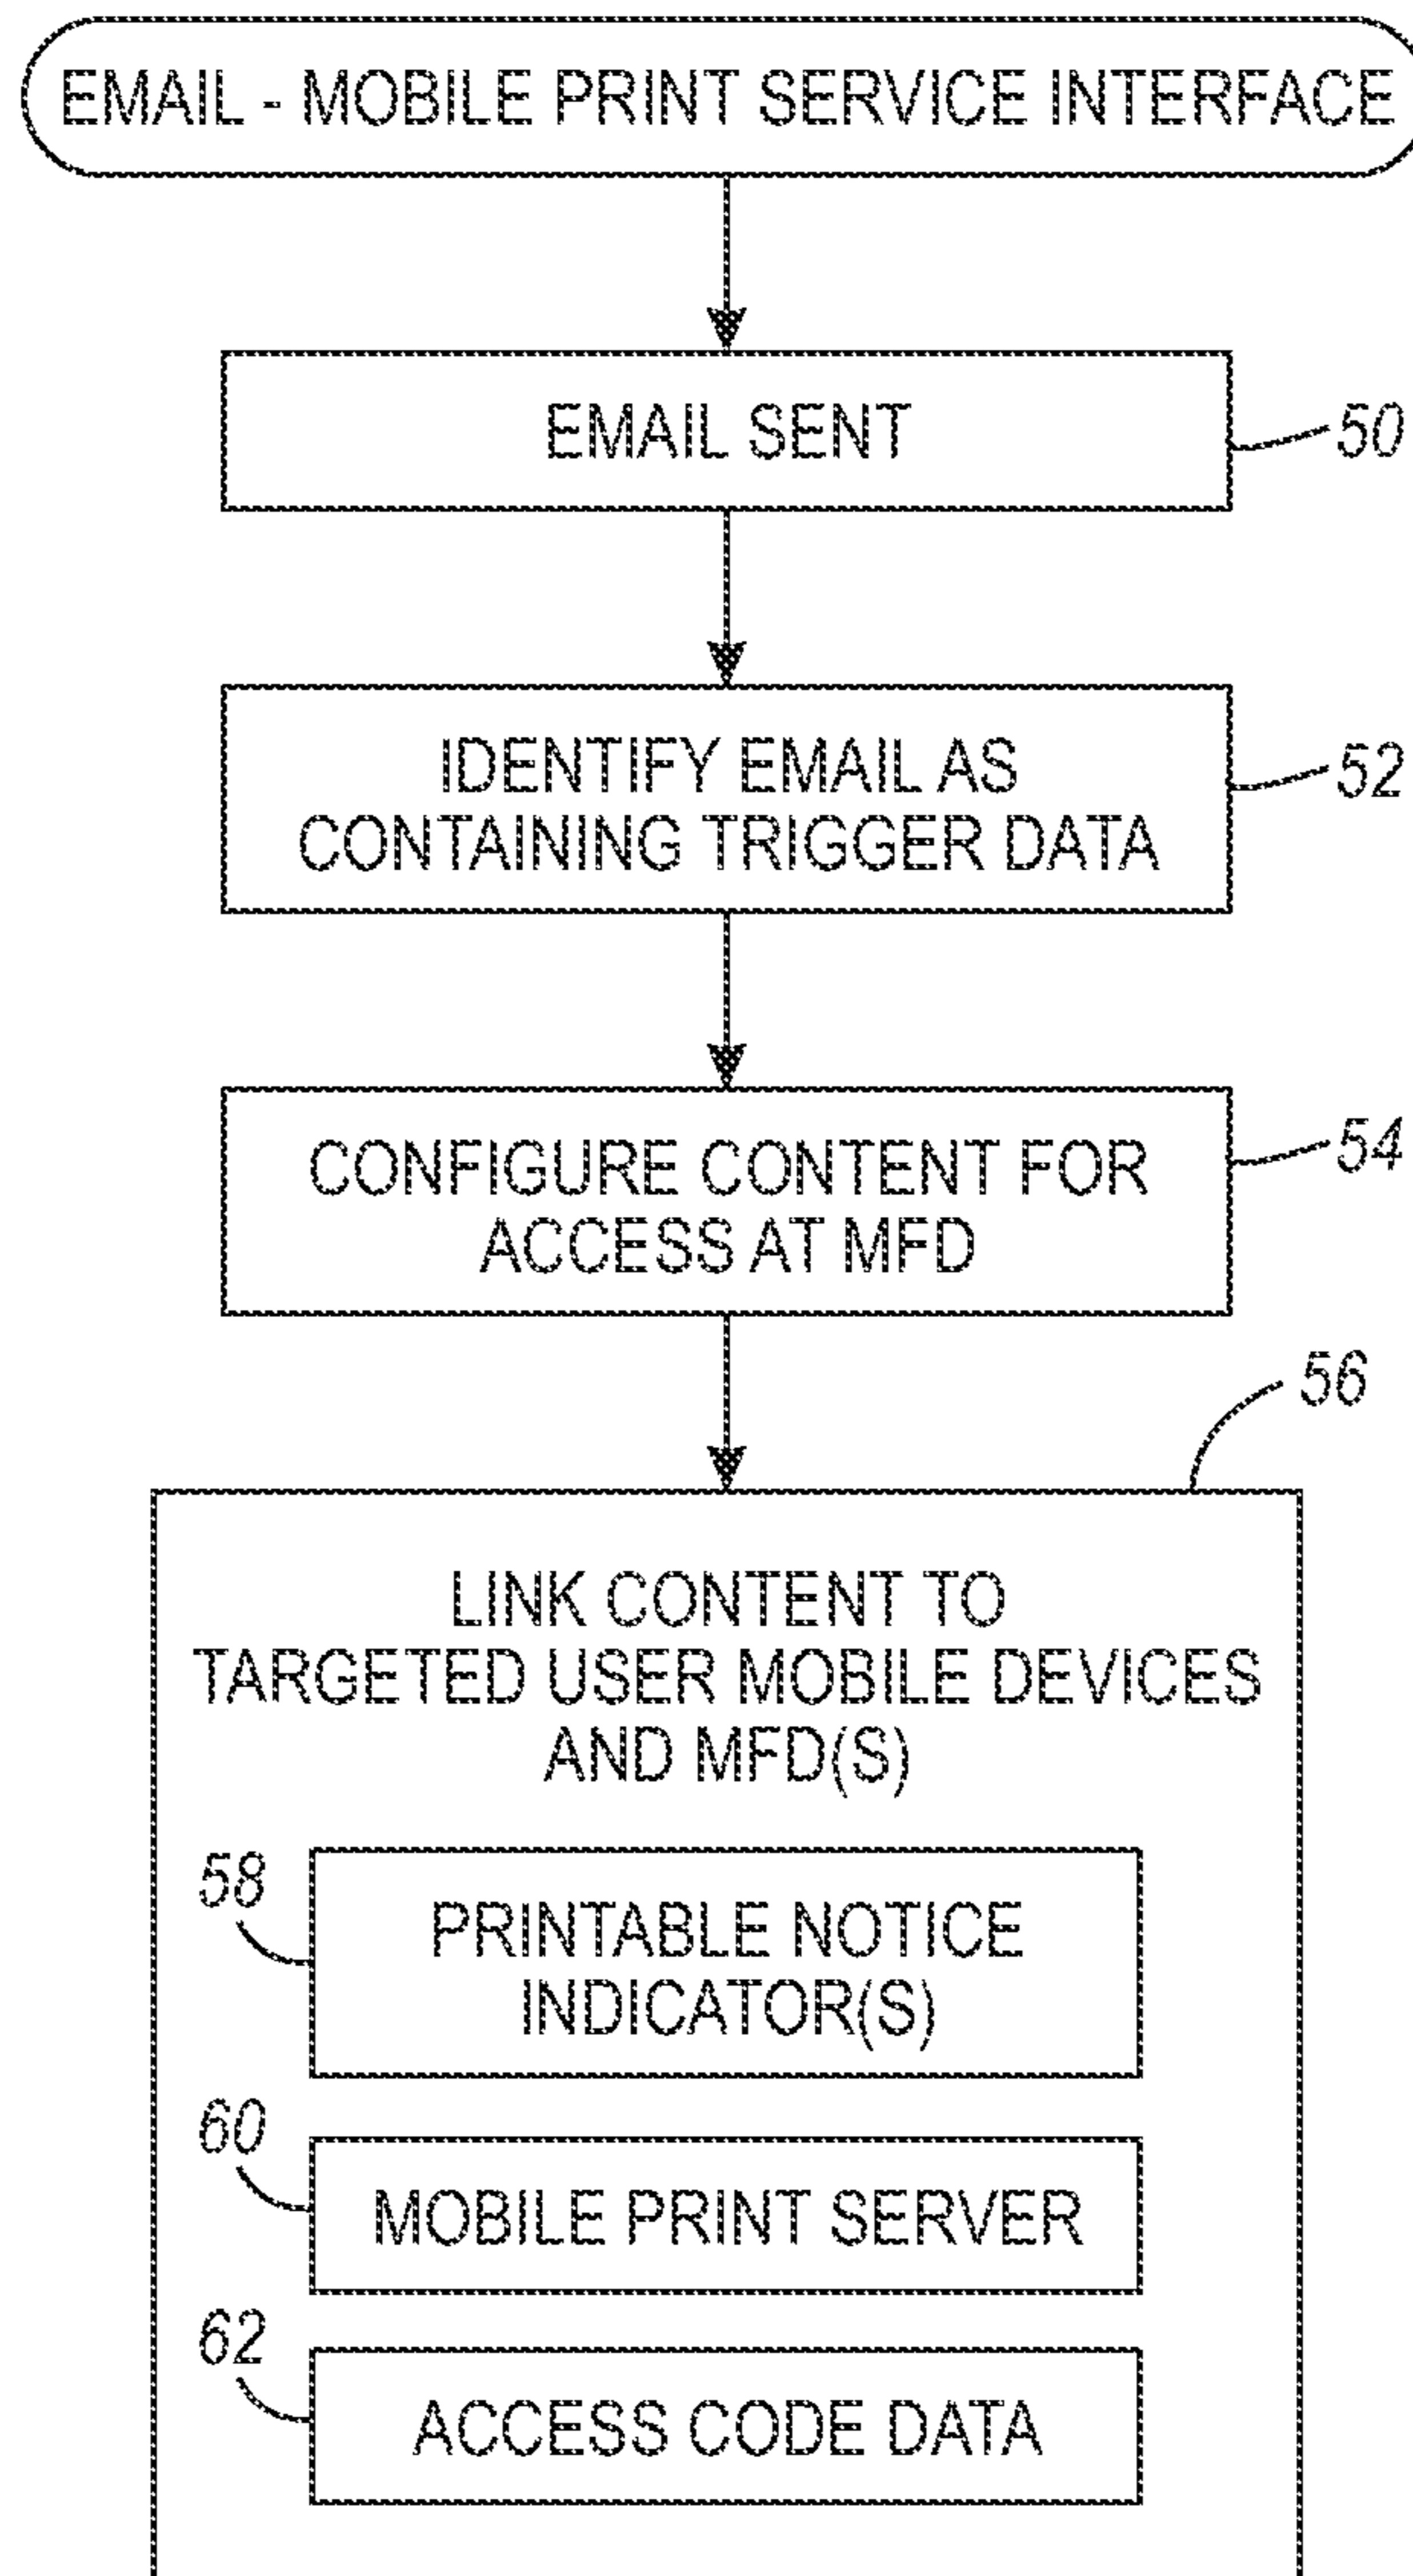 EMAIL - MOBILE PRINT SERVICE INTERFACE
EMAIL SENT
50
IDENTIFY EMAIL AS
CONTAINING TRIGGER DATA
52
CONFIGURE CONTENT FOR
ACCESS AT MFD
54
56
LINK CONTENT TO
TARGETED USER MOBILE DEVICES
AND MFD(S)
58
PRINTABLE NOTICE
INDICATOR(S)
60
MOBILE PRINT SERVER
62
ACCESS CODE DATA